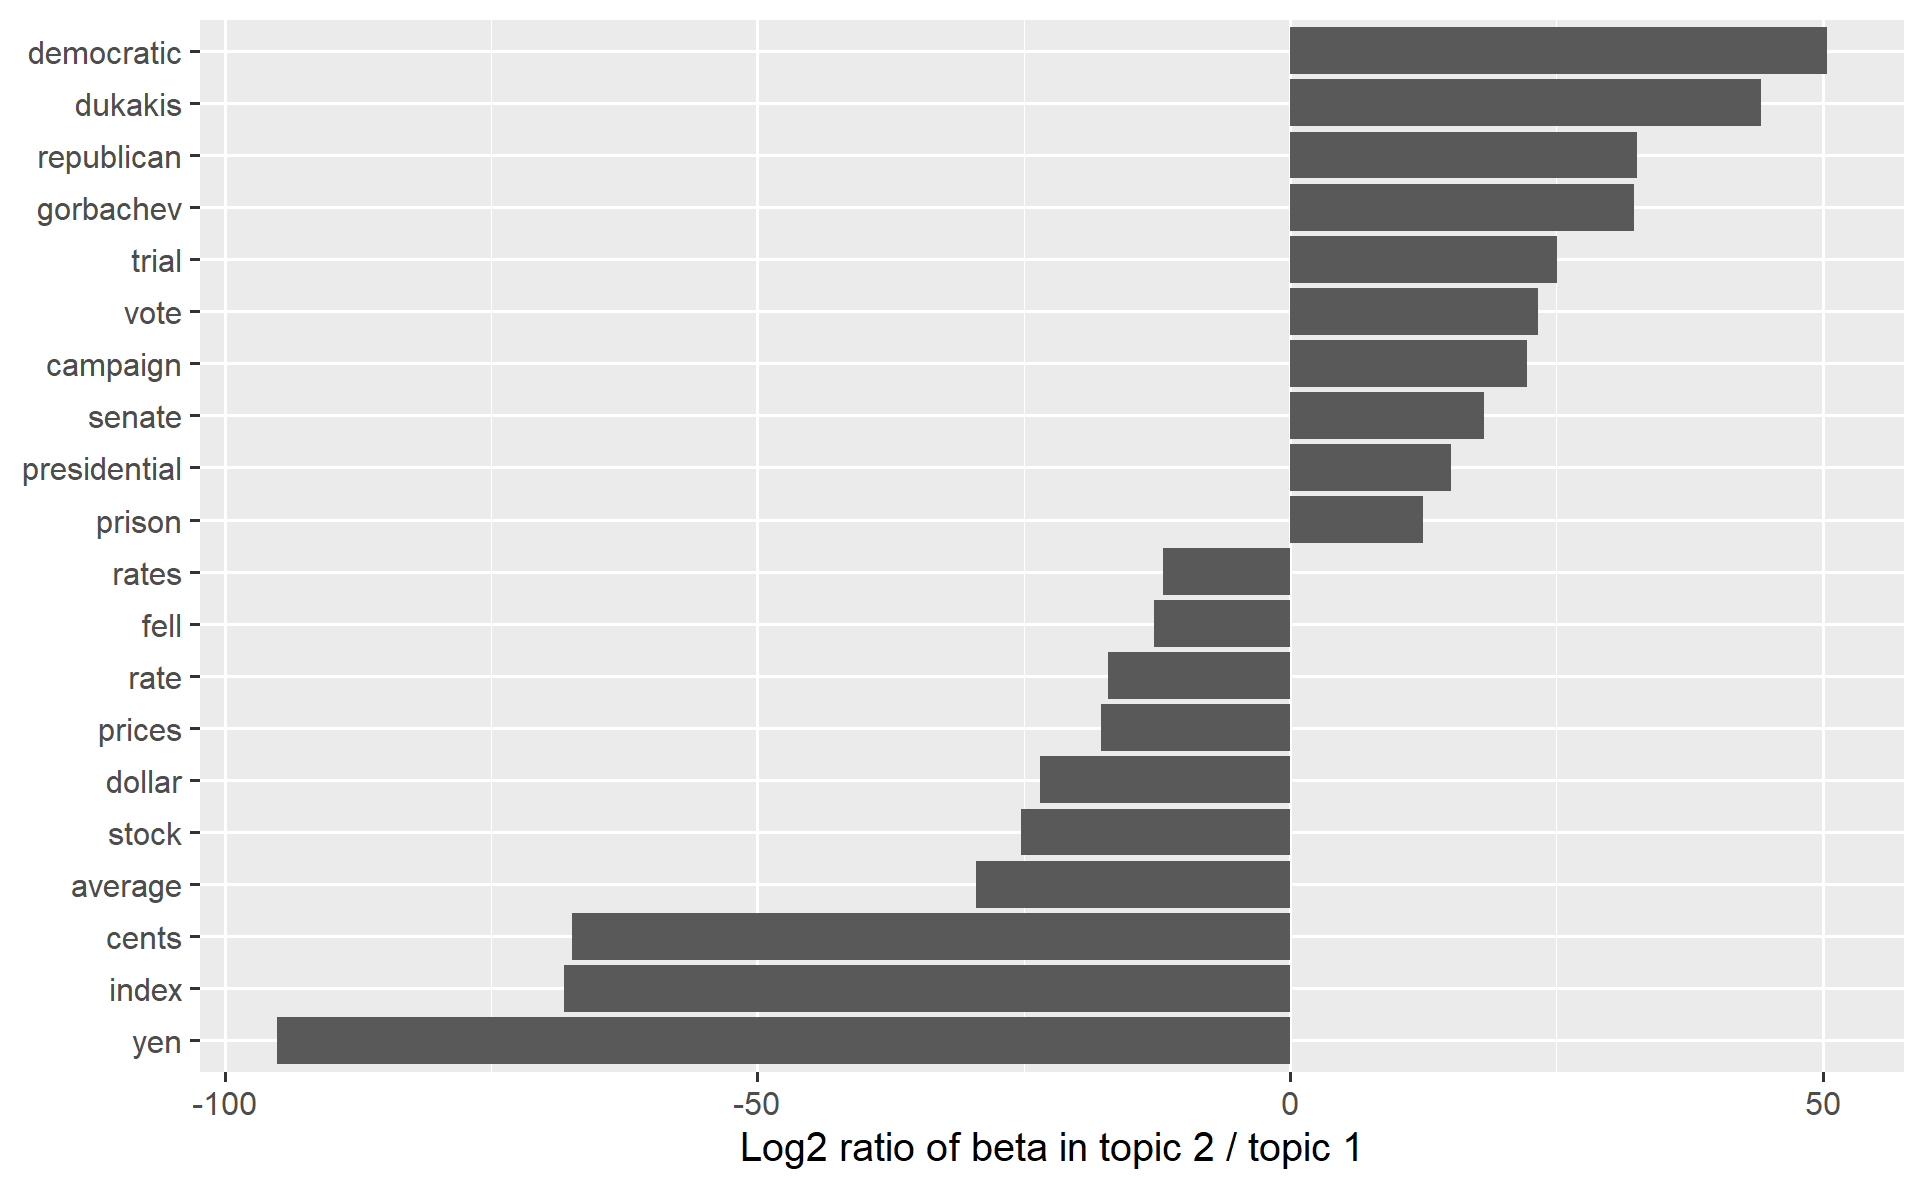 democratic
dukakis
republican
gorbachev
trial
vote
campaign
senate
presidential
prison
rates
fell
rate
prices
dollar
stock
average
cents
index
yen
-100 -50 0 50
Log2 ratio of beta in topic 2 / topic 1